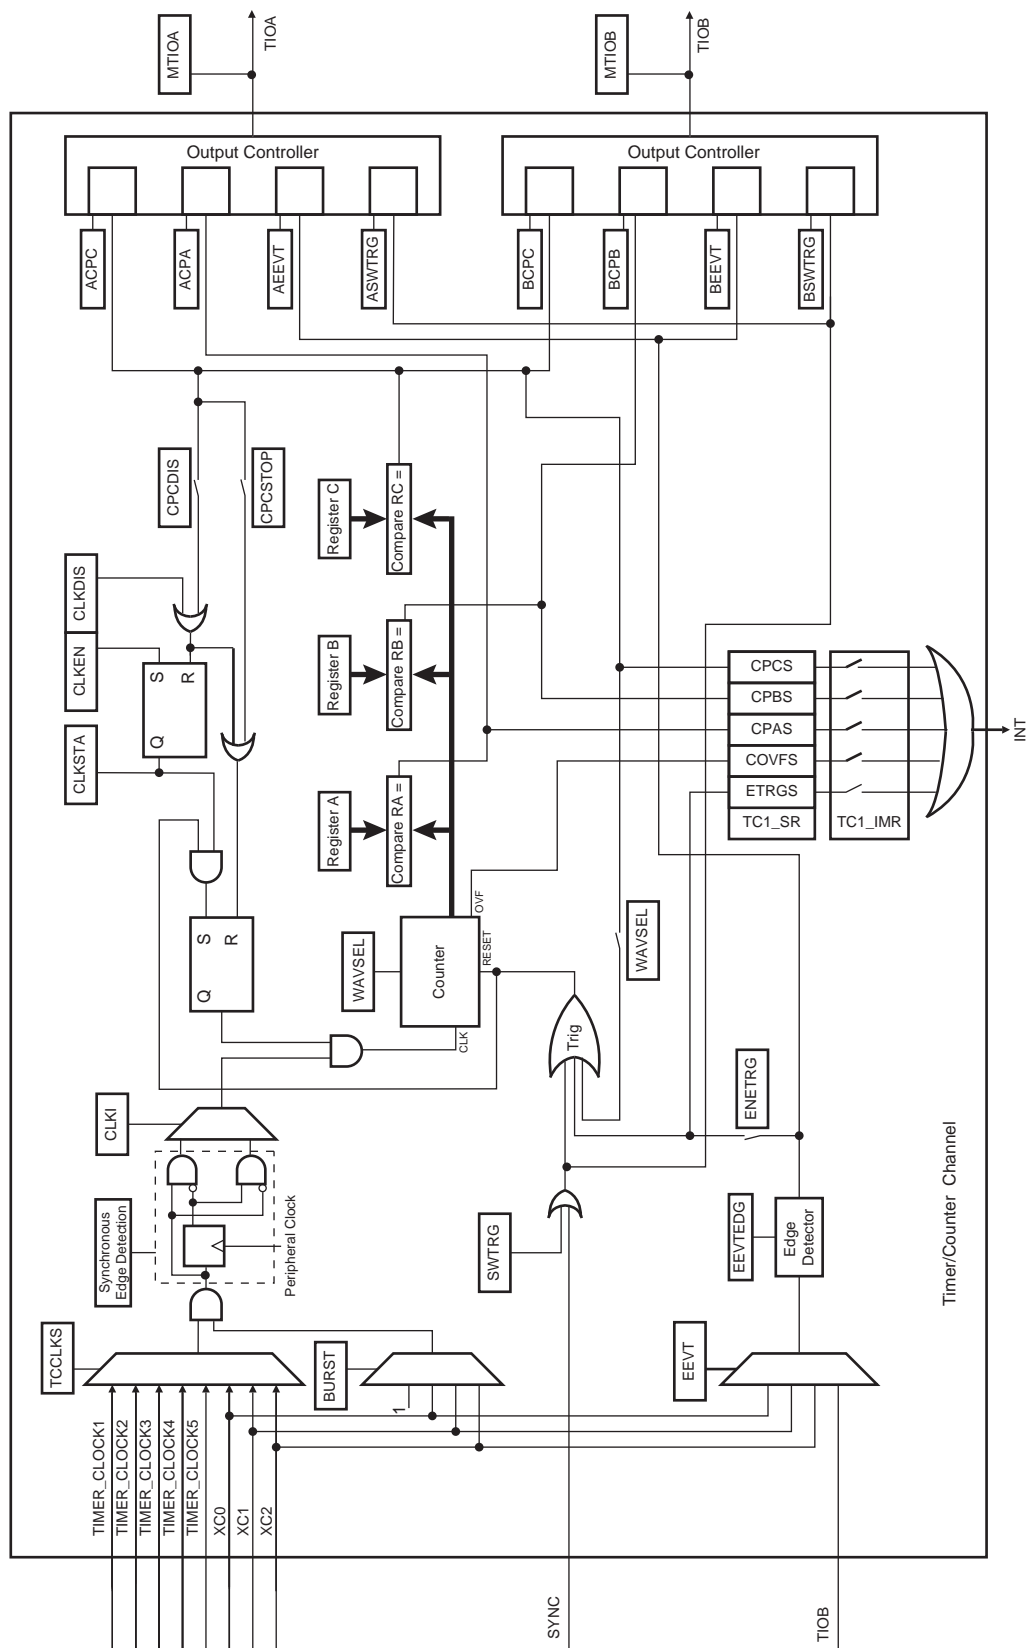 MTIOA
TIOA
MTIOB
TIOB
Output Controller
Output Controller
ACPC
ACPA
AEEVT
ASWTRG
BCPC
BCPB
BEEVT
BSWTRG
CPCDIS
CPCSTOP
Register C
Compare RC =
CLKDIS
CLKEN
CLKSTA
S
R
Q
Register B
Compare RB =
Register A
Compare RA =
CPCS
CPBS
CPAS
COVFS
ETRGS
TC1_SR
TC1_IMR
INT
S
R
Q
WAVSEL
Counter
OVF
RESET
CLK
WAVSEL
Trig
CLKI
ENETRG
Synchronous
Edge Detection
Peripheral Clock
SWTRG
EEVTEDG
Edge
Detector
Timer/Counter Channel
TCCLKS
BURST
EEVT
1
TIMER_CLOCK1
TIMER_CLOCK2
TIMER_CLOCK3
TIMER_CLOCK4
TIMER_CLOCK5
XC0
XC1
XC2
SYNC
TIOB